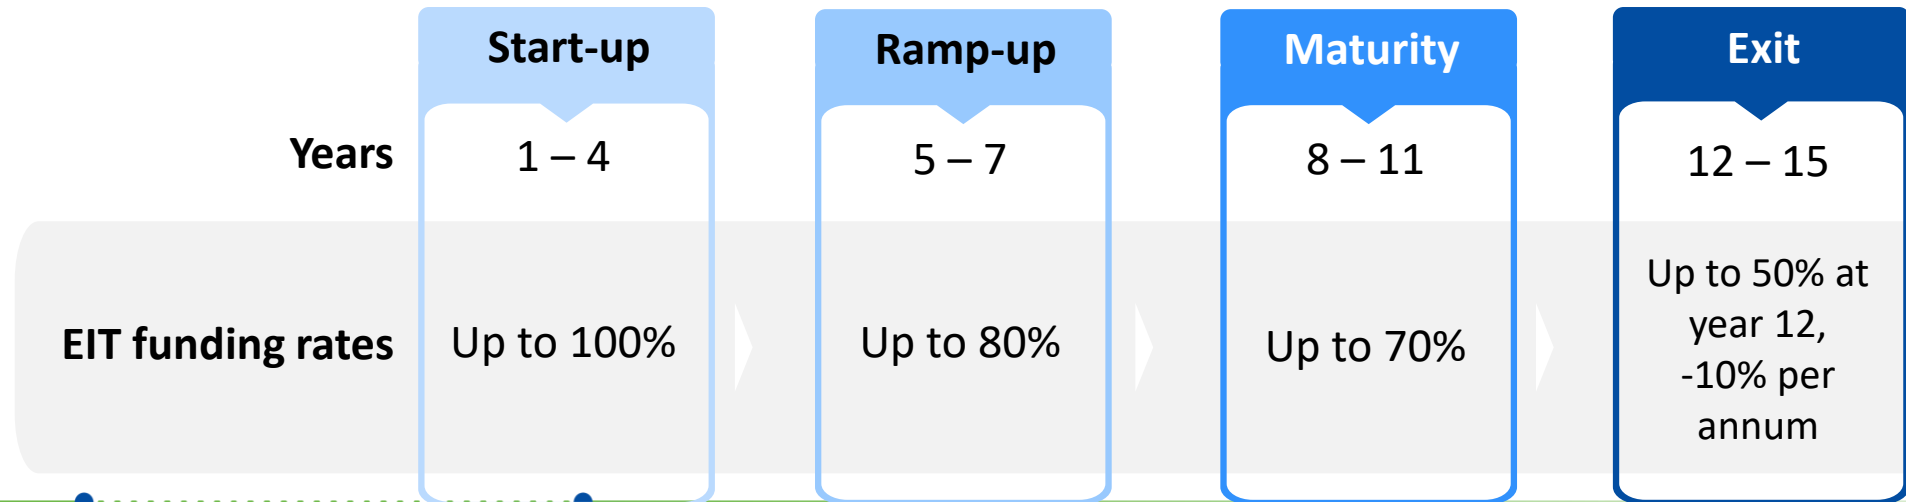 Start-up
Ramp-up
Maturity
Exit
Years
1 – 4
5 – 7
8 – 11
12 – 15
EIT funding rates
Up to 100%
Up to 80%
Up to 70%
Up to 50% at
year 12,
-10% per
annum